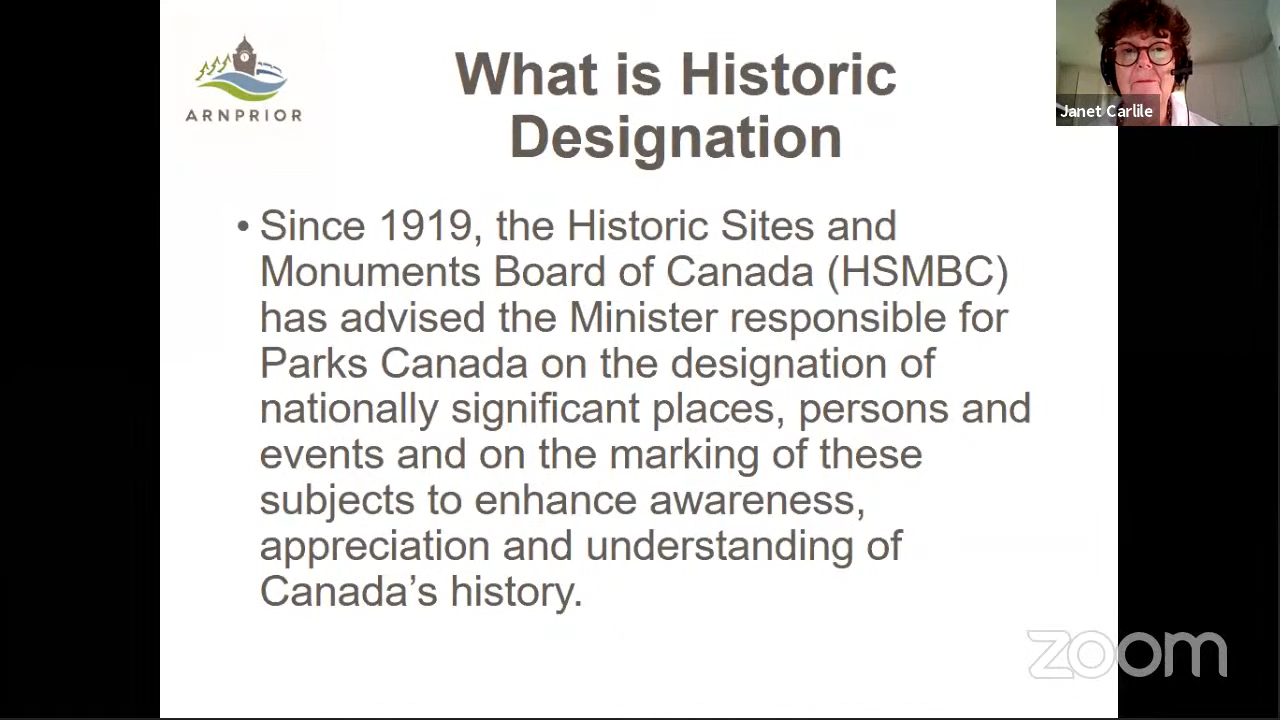 ARNPRIOR
What is Historic
Designation
Janet Carlile
• Since 1919, the Historic Sites and
Monuments Board of Canada (HSMBC)
has advised the Minister responsible for
Parks Canada on the designation of
nationally significant places, persons and
events and on the marking of these
subjects to enhance awareness,
appreciation and understanding of
Canada’s history.
zoom